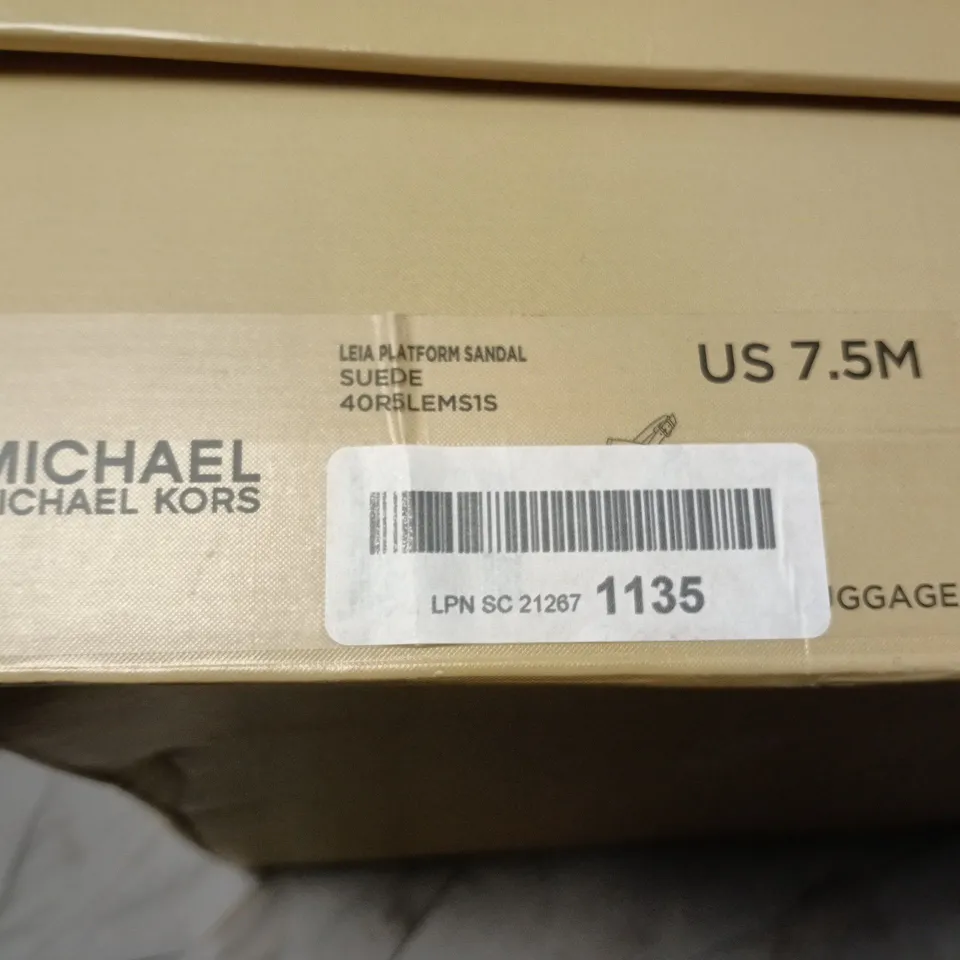 LEIA PLATFORM SANDAL
SUEDE
40R5LEMS1S
US 7.5M
MICHAEL
MICHAEL KORS
LPN SC 21267 1135
UGGAGE